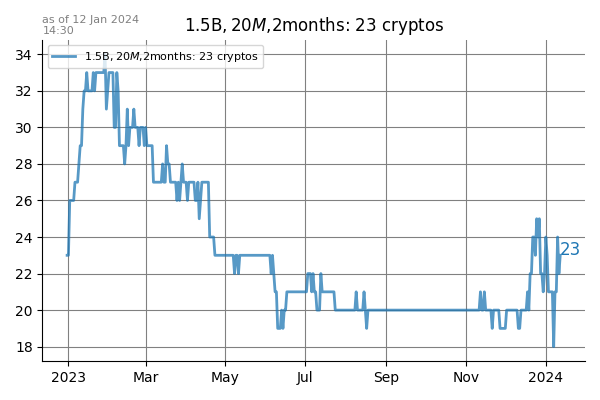 as of 12 Jan 2024
14:30
1.5B, 20M,2months: 23 cryptos
1.5B, 20M,2months: 23 cryptos
34
32
30
28
26
24
22
20
18
23
2023
Mar
May
Jul
Sep
Nov
2024